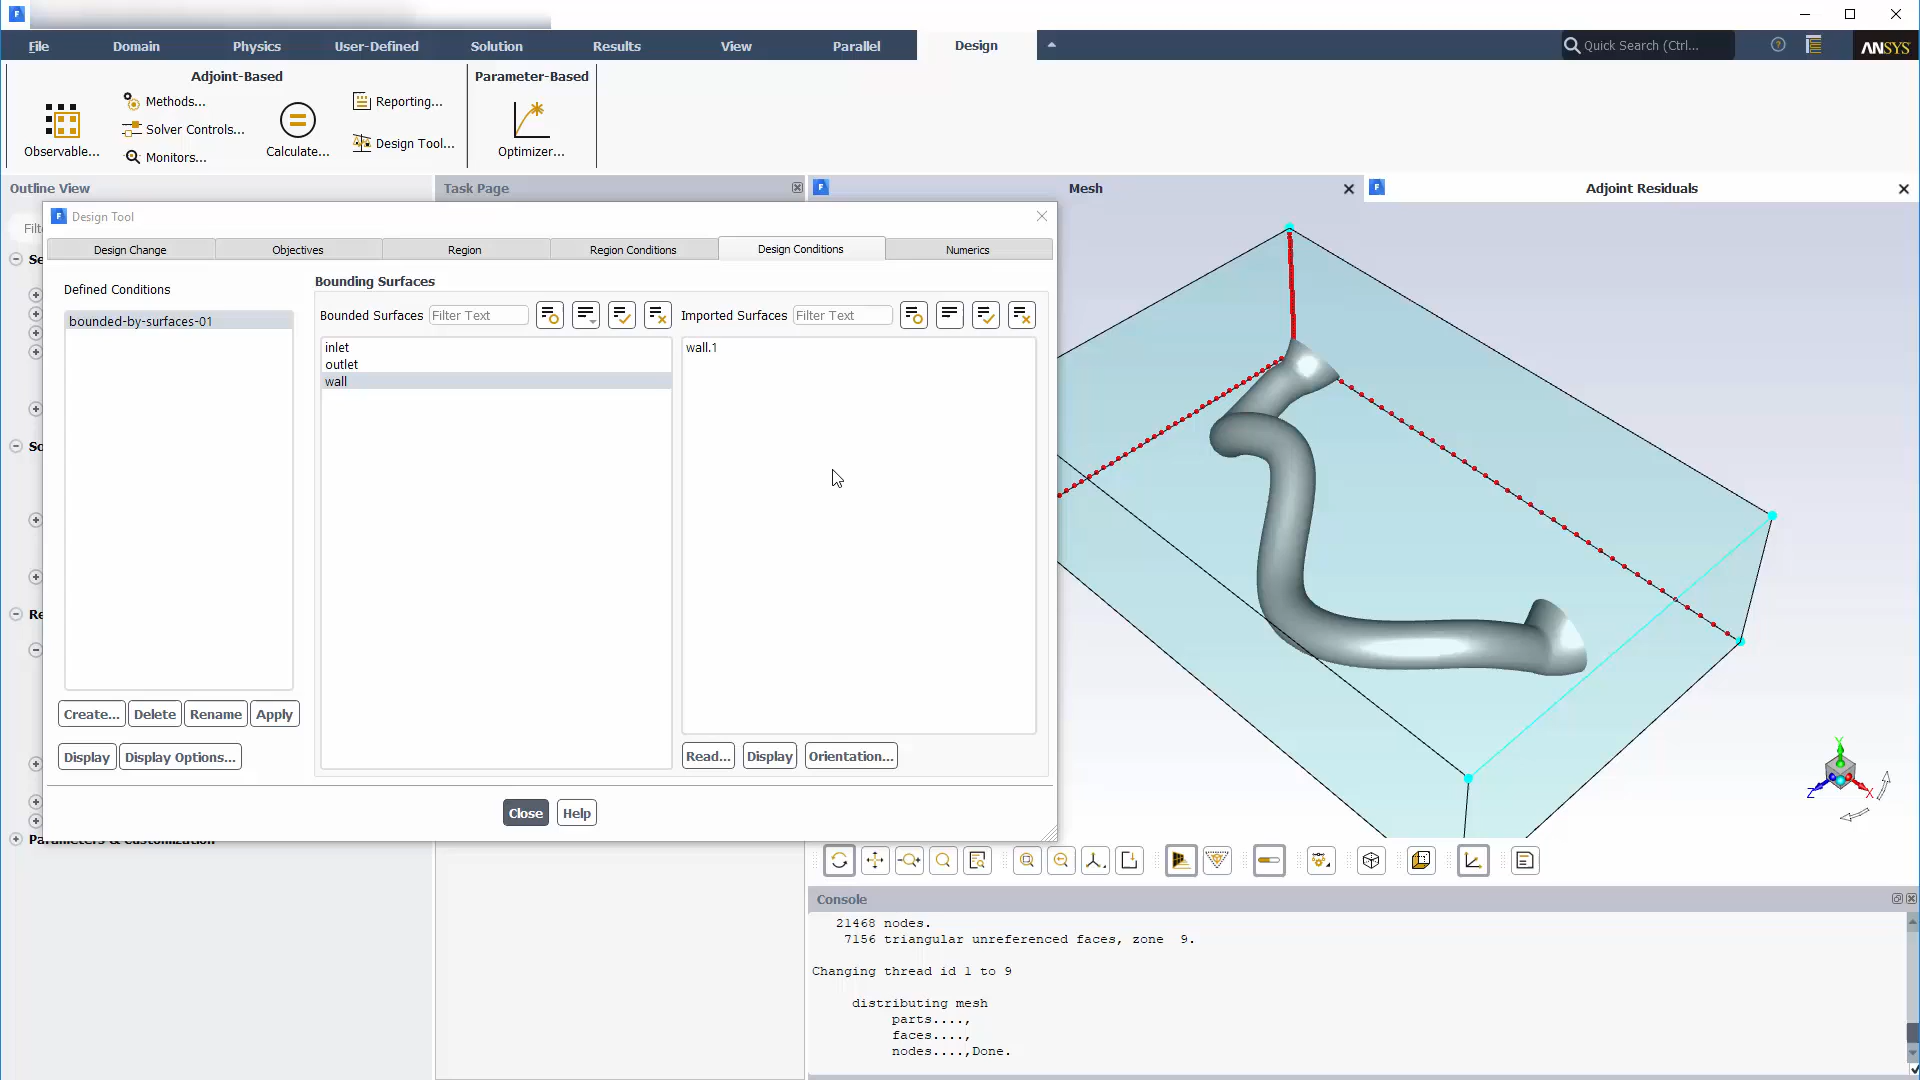 File Domain Physics User-Defined Solution Results View Parallel Design Quick Search (Ctrl... ANSYS
Adjoint-Based Parameter-Based
Methods... Reporting...
Solver Controls... Design Tool...
Observable... Monitors... Calculate... Optimizer...
Outline View Task Page Mesh Adjoint Residuals
Design Tool
Design Change Objectives Region Region Conditions Design Conditions Numerics
Se
So
Re
Parameters & Customization
Defined Conditions
bounded-by-surfaces-01
Create... Delete Rename Apply
Display Display Options...
Bounding Surfaces
Bounded Surfaces Filter Text
inlet
outlet
wall
Imported Surfaces Filter Text
wall.1
Read... Display Orientation...
Close Help
Y
Z X
Console
21468 nodes.
7156 triangular unreferenced faces, zone 9.
Changing thread id 1 to 9
distributing mesh
parts....,
faces....,
nodes....,Done.